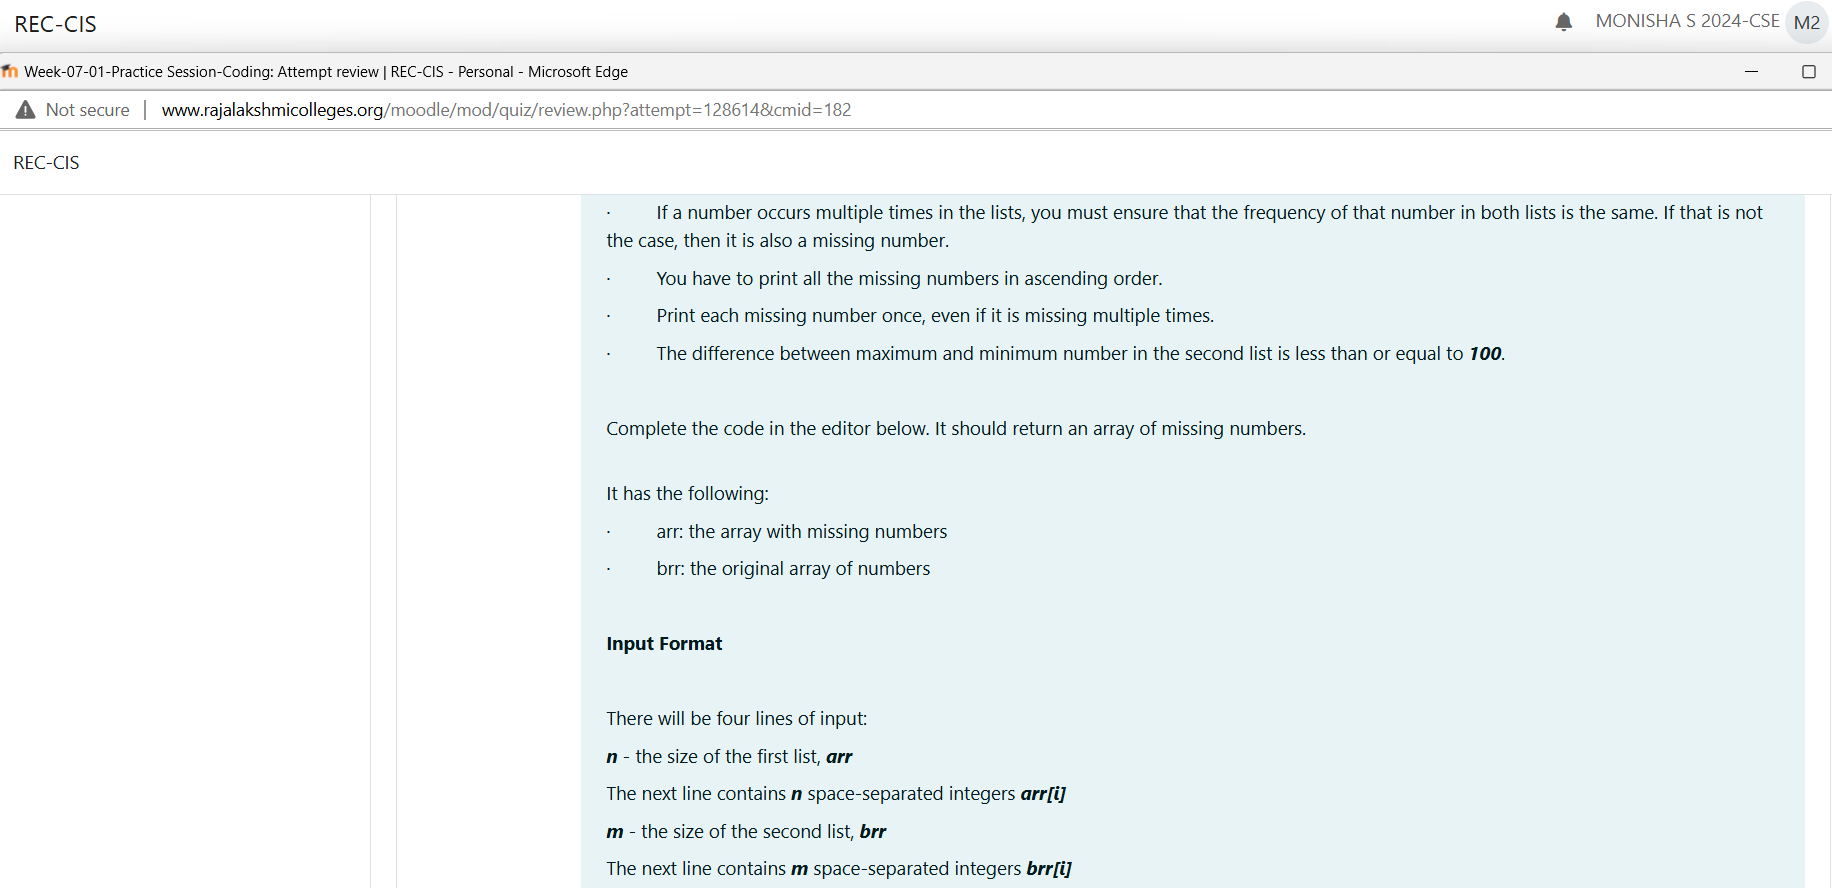 REC-CIS
MONISHA S 2024-CSE M2
Week-07-01-Practice Session-Coding: Attempt review | REC-CIS - Personal - Microsoft Edge
Not secure | www.rajalakshmicolleges.org/moodle/mod/quiz/review.php?attempt=128614&cmid=182
REC-CIS
· If a number occurs multiple times in the lists, you must ensure that the frequency of that number in both lists is the same. If that is not
the case, then it is also a missing number.
· You have to print all the missing numbers in ascending order.
· Print each missing number once, even if it is missing multiple times.
· The difference between maximum and minimum number in the second list is less than or equal to 100.
Complete the code in the editor below. It should return an array of missing numbers.
It has the following:
· arr: the array with missing numbers
· brr: the original array of numbers
Input Format
There will be four lines of input:
n - the size of the first list, arr
The next line contains n space-separated integers arr[i]
m - the size of the second list, brr
The next line contains m space-separated integers brr[i]